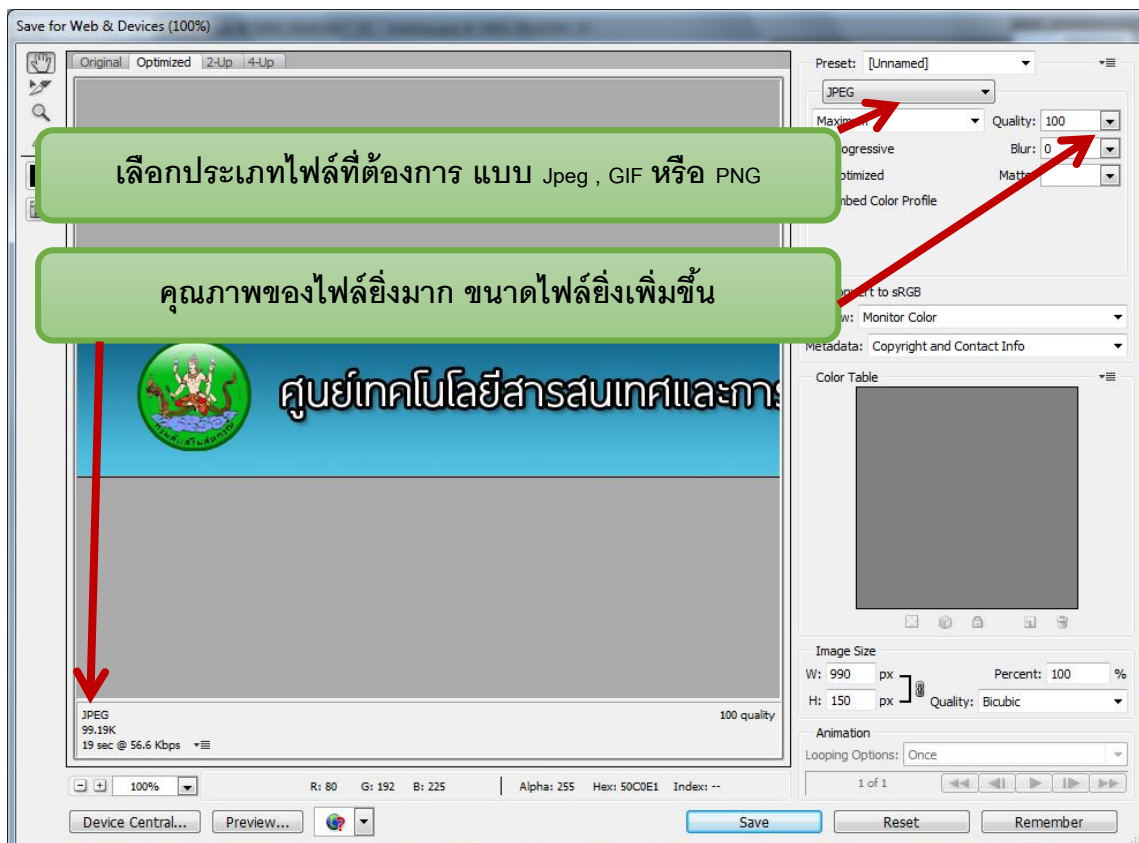 Save for Web & Devices (100%)
Original Optimized 2-Up 4-Up
Preset: [Unnamed]
JPEG
Quality: 100
Blur: 0
เลือกประเภทไฟล์ที่ต้องการ แบบ Jpeg , GIF หรือ PNG
Color Profile
คุณภาพของไฟล์ยิ่งมาก ขนาดไฟล์ยิ่งเพิ่มขึ้น
to sRGB
Monitor Color
Metadata: Copyright and Contact Info
ศูนย์เทคโนโลยีสารสนเทศและการ
Color Table
Image Size
W: 990 px Percent: 100 %
H: 150 px Quality: Bicubic
JPEG 100 quality
99.19K
19 sec @ 56.6 Kbps
Animation
Looping Options: Once
1 of 1
100% R: 80 G: 192 B: 225 Alpha: 255 Hex: 50C0E1 Index: --
Device Central... Preview... Save Reset Remember